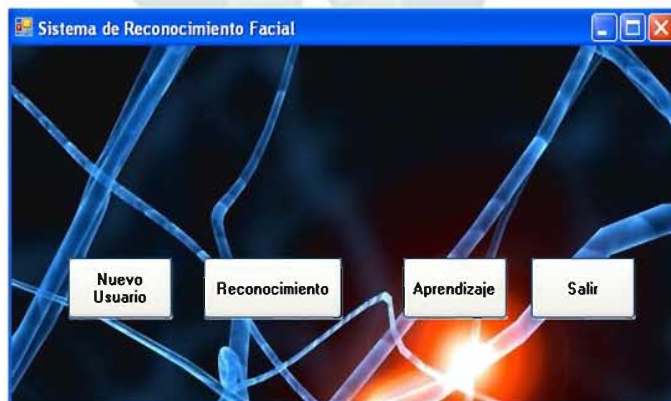 Sistema de Reconocimiento Facial
Nuevo
Usuario
Reconocimiento
Aprendizaje
Salir